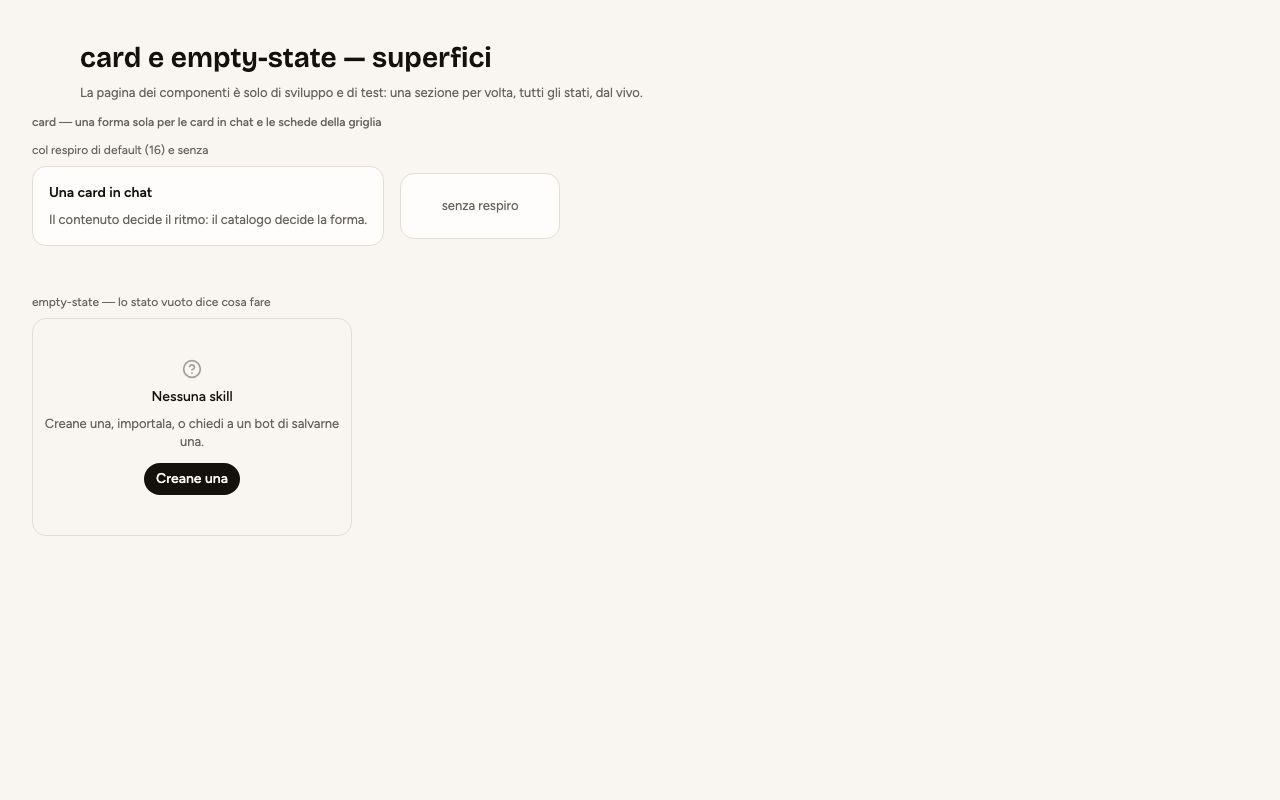 card e empty-state — superfici
La pagina dei componenti è solo di sviluppo e di test: una sezione per volta, tutti gli stati, dal vivo.
card — una forma sola per le card in chat e le schede della griglia
col respiro di default (16) e senza
Una card in chat
Il contenuto decide il ritmo: il catalogo decide la forma.
senza respiro
empty-state — lo stato vuoto dice cosa fare
Nessuna skill
Creane una, importala, o chiedi a un bot di salvarne
una.
Creane una